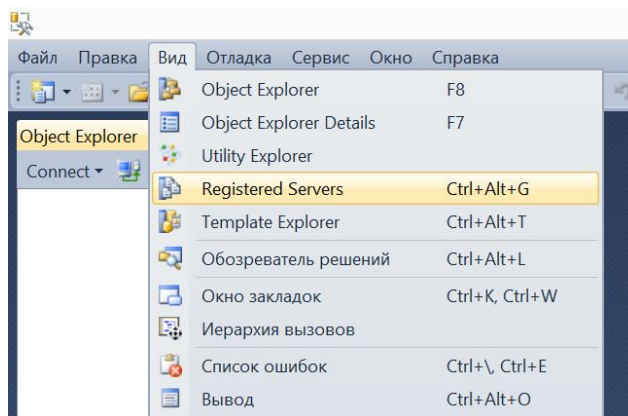 Файл Правка Вид Отладка Сервис Окно Справка
Object Explorer
Connect
Object Explorer F8
Object Explorer Details F7
Utility Explorer
Registered Servers Ctrl+Alt+G
Template Explorer Ctrl+Alt+T
Обозреватель решений Ctrl+Alt+L
Окно закладок Ctrl+K, Ctrl+W
Иерархия вызовов
Список ошибок Ctrl+\, Ctrl+E
Вывод Ctrl+Alt+O